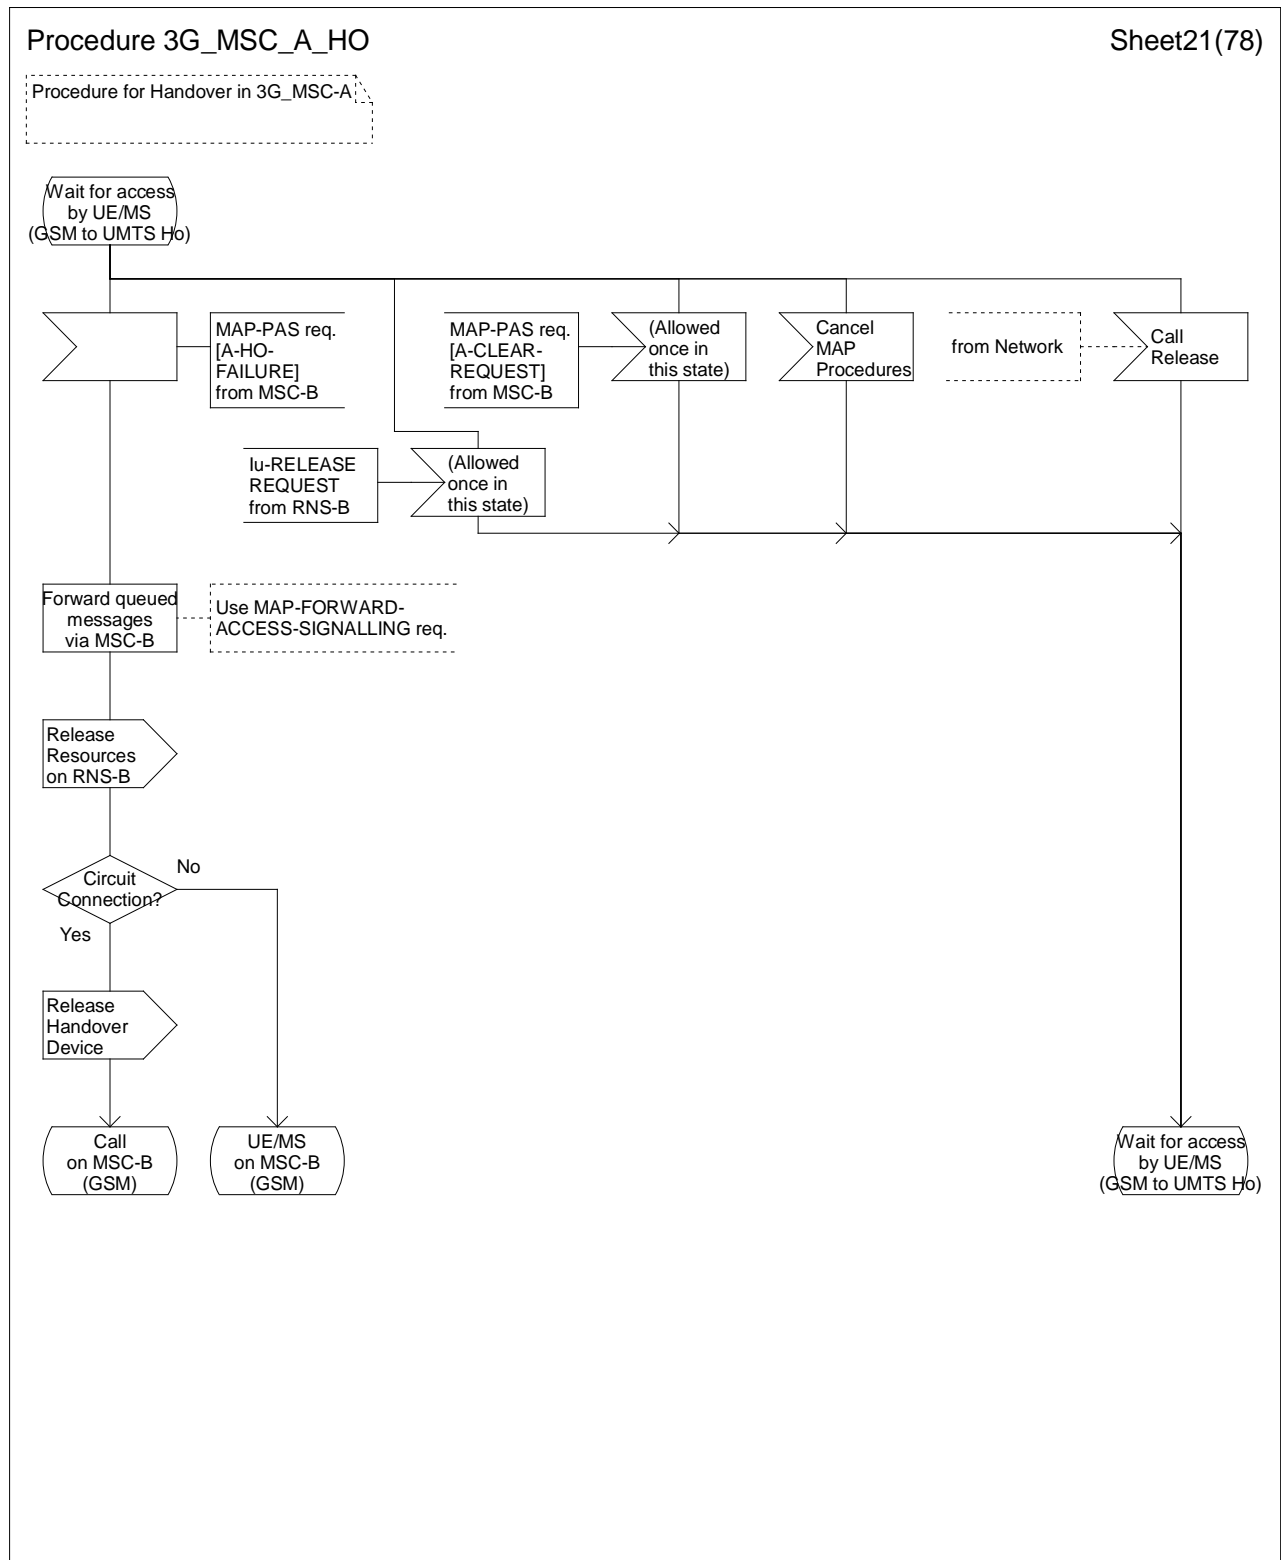 Procedure 3G_MSC_A_HO
Sheet21(78)
Procedure for Handover in 3G_MSC-A
Wait for access
by UE/MS
(GSM to UMTS Ho)
MAP-PAS req.
[A-HO-
FAILURE]
from MSC-B
MAP-PAS req.
[A-CLEAR-
REQUEST]
from MSC-B
(Allowed
once in
this state)
Cancel
MAP
Procedures
from Network
Call
Release
Iu-RELEASE
REQUEST
from RNS-B
(Allowed
once in
this state)
Forward queued
messages
via MSC-B
Use MAP-FORWARD-
ACCESS-SIGNALLING req.
Release
Resources
on RNS-B
Circuit
Connection?
No
Yes
Release
Handover
Device
Call
on MSC-B
(GSM)
UE/MS
on MSC-B
(GSM)
Wait for access
by UE/MS
(GSM to UMTS Ho)